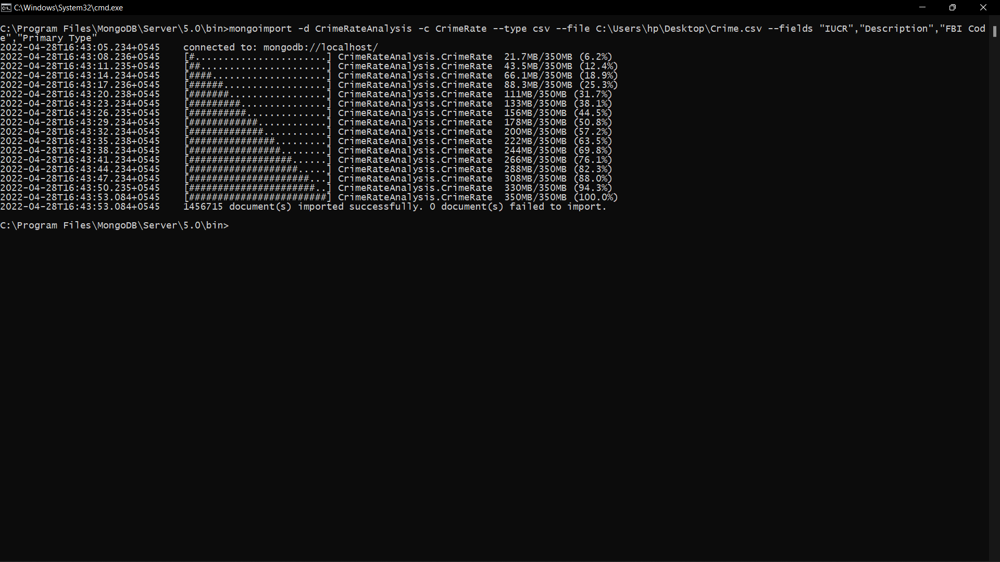 C:\Windows\System32\cmd.exe
C:\Program Files\MongoDB\Server\5.0\bin>mongoimport -d CrimeRateAnalysis -c CrimeRate --type csv --file C:\Users\hp\Desktop\Crime.csv --fields "IUCR","Description","FBI Cod
e","Primary Type"
2022-04-28T16:43:05.234+0545    connected to: mongodb://localhost/
2022-04-28T16:43:08.236+0545    [#.......................] CrimeRateAnalysis.CrimeRate  21.7MB/350MB (6.2%)
2022-04-28T16:43:11.235+0545    [##......................] CrimeRateAnalysis.CrimeRate  43.5MB/350MB (12.4%)
2022-04-28T16:43:14.234+0545    [####....................] CrimeRateAnalysis.CrimeRate  66.1MB/350MB (18.9%)
2022-04-28T16:43:17.236+0545    [######..................] CrimeRateAnalysis.CrimeRate  88.3MB/350MB (25.3%)
2022-04-28T16:43:20.238+0545    [#######.................] CrimeRateAnalysis.CrimeRate  111MB/350MB (31.7%)
2022-04-28T16:43:23.234+0545    [#########...............] CrimeRateAnalysis.CrimeRate  133MB/350MB (38.1%)
2022-04-28T16:43:26.235+0545    [##########..............] CrimeRateAnalysis.CrimeRate  156MB/350MB (44.5%)
2022-04-28T16:43:29.234+0545    [############............] CrimeRateAnalysis.CrimeRate  178MB/350MB (50.8%)
2022-04-28T16:43:32.234+0545    [#############...........] CrimeRateAnalysis.CrimeRate  200MB/350MB (57.2%)
2022-04-28T16:43:35.238+0545    [###############.........] CrimeRateAnalysis.CrimeRate  222MB/350MB (63.5%)
2022-04-28T16:43:38.234+0545    [################........] CrimeRateAnalysis.CrimeRate  244MB/350MB (69.8%)
2022-04-28T16:43:41.234+0545    [##################......] CrimeRateAnalysis.CrimeRate  266MB/350MB (76.1%)
2022-04-28T16:43:44.234+0545    [###################.....] CrimeRateAnalysis.CrimeRate  288MB/350MB (82.3%)
2022-04-28T16:43:47.234+0545    [#####################...] CrimeRateAnalysis.CrimeRate  308MB/350MB (88.0%)
2022-04-28T16:43:50.235+0545    [######################..] CrimeRateAnalysis.CrimeRate  330MB/350MB (94.3%)
2022-04-28T16:43:53.084+0545    [########################] CrimeRateAnalysis.CrimeRate  350MB/350MB (100.0%)
2022-04-28T16:43:53.084+0545    1456715 document(s) imported successfully. 0 document(s) failed to import.
C:\Program Files\MongoDB\Server\5.0\bin>